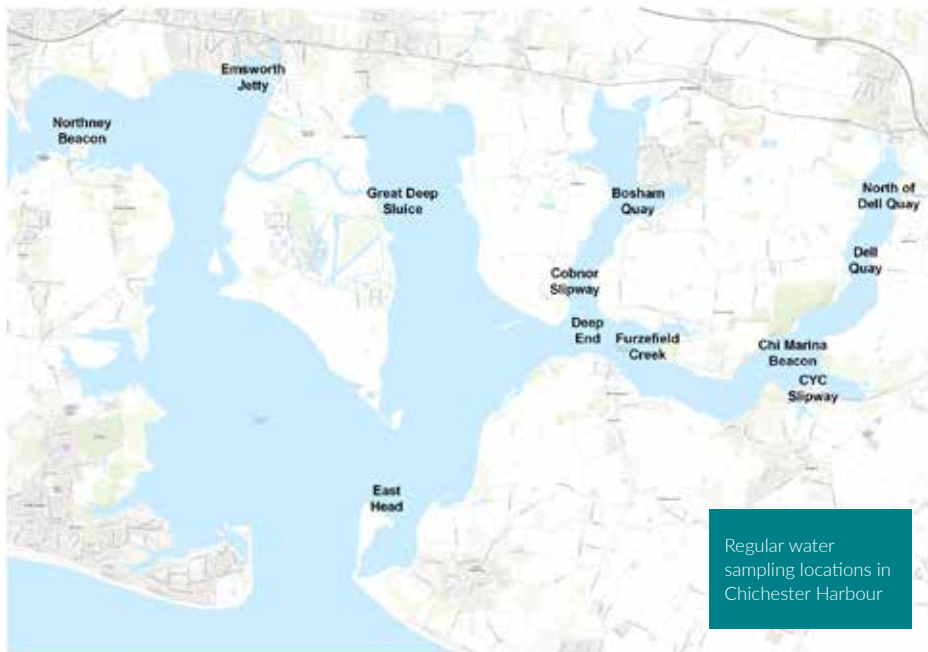 Emsworth
Jetty
Northney
Beacon
Great Deep
Sluice
Bosham
Quay
North of
Dell Quay
Dell
Quay
Cobnor
Slipway
Deep
End
Furzefield
Creek
Chi Marina
Beacon
CYC
Slipway
East
Head
Regular water
sampling locations in
Chichester Harbour